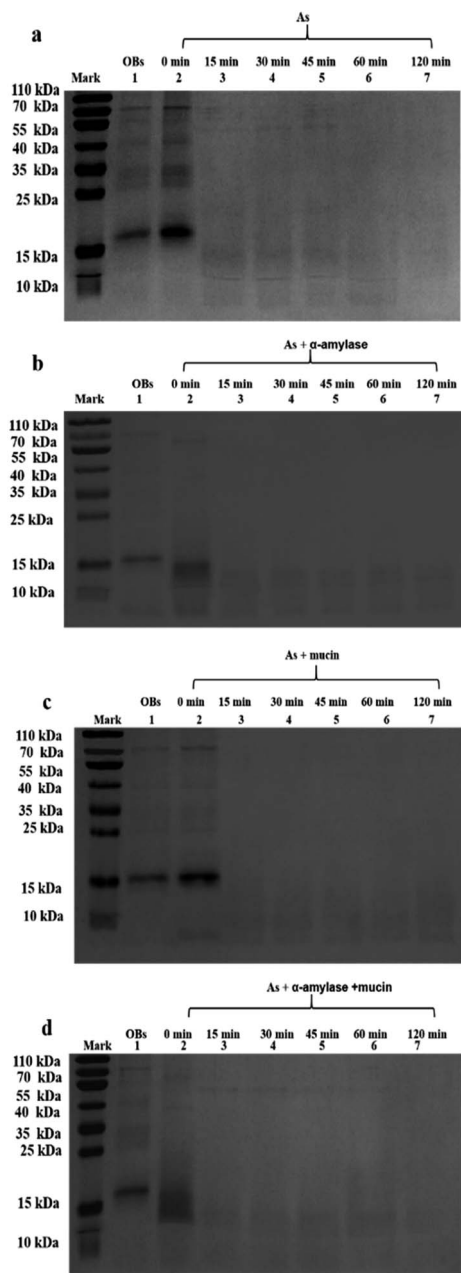 As
a
OBs 0 min 15 min 30 min 45 min 60 min 120 min
Mark 1 2 3 4 5 6 7
110 kDa
70 kDa
55 kDa
40 kDa
35 kDa
25 kDa
15 kDa
10 kDa
As + α-amylase
b
OBs 0 min 15 min 30 min 45 min 60 min 120 min
Mark 1 2 3 4 5 6 7
110 kDa
70 kDa
55 kDa
40 kDa
35 kDa
25 kDa
15 kDa
10 kDa
As + mucin
c
OBs 0 min 15 min 30 min 45 min 60 min 120 min
Mark 1 2 3 4 5 6 7
110 kDa
70 kDa
55 kDa
40 kDa
35 kDa
25 kDa
15 kDa
10 kDa
As + α-amylase +mucin
d
OBs 0 min 15 min 30 min 45 min 60 min 120 min
Mark 1 2 3 4 5 6 7
110 kDa
70 kDa
55 kDa
40 kDa
35 kDa
25 kDa
15 kDa
10 kDa